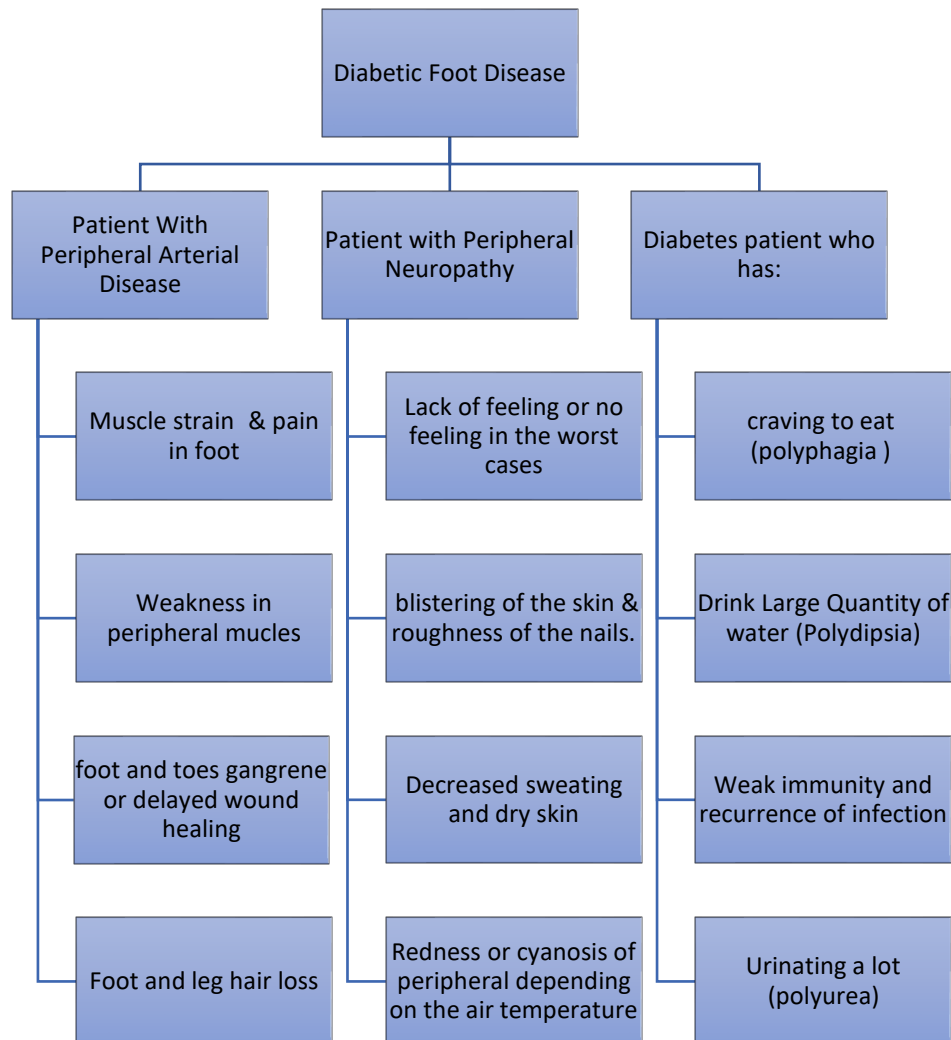 Diabetic Foot Disease
Patient With
Peripheral Arterial
Disease
Muscle strain & pain
in foot
Weakness in
peripheral mucles
foot and toes gangrene
or delayed wound
healing
Foot and leg hair loss
Patient with Peripheral
Neuropathy
Lack of feeling or no
feeling in the worst
cases
blistering of the skin &
roughness of the nails.
Decreased sweating
and dry skin
Redness or cyanosis of
peripheral depending
on the air temperature
Diabetes patient who
has:
craving to eat
(polyphagia )
Drink Large Quantity of
water (Polydipsia)
Weak immunity and
recurrence of infection
Urinating a lot
(polyurea)